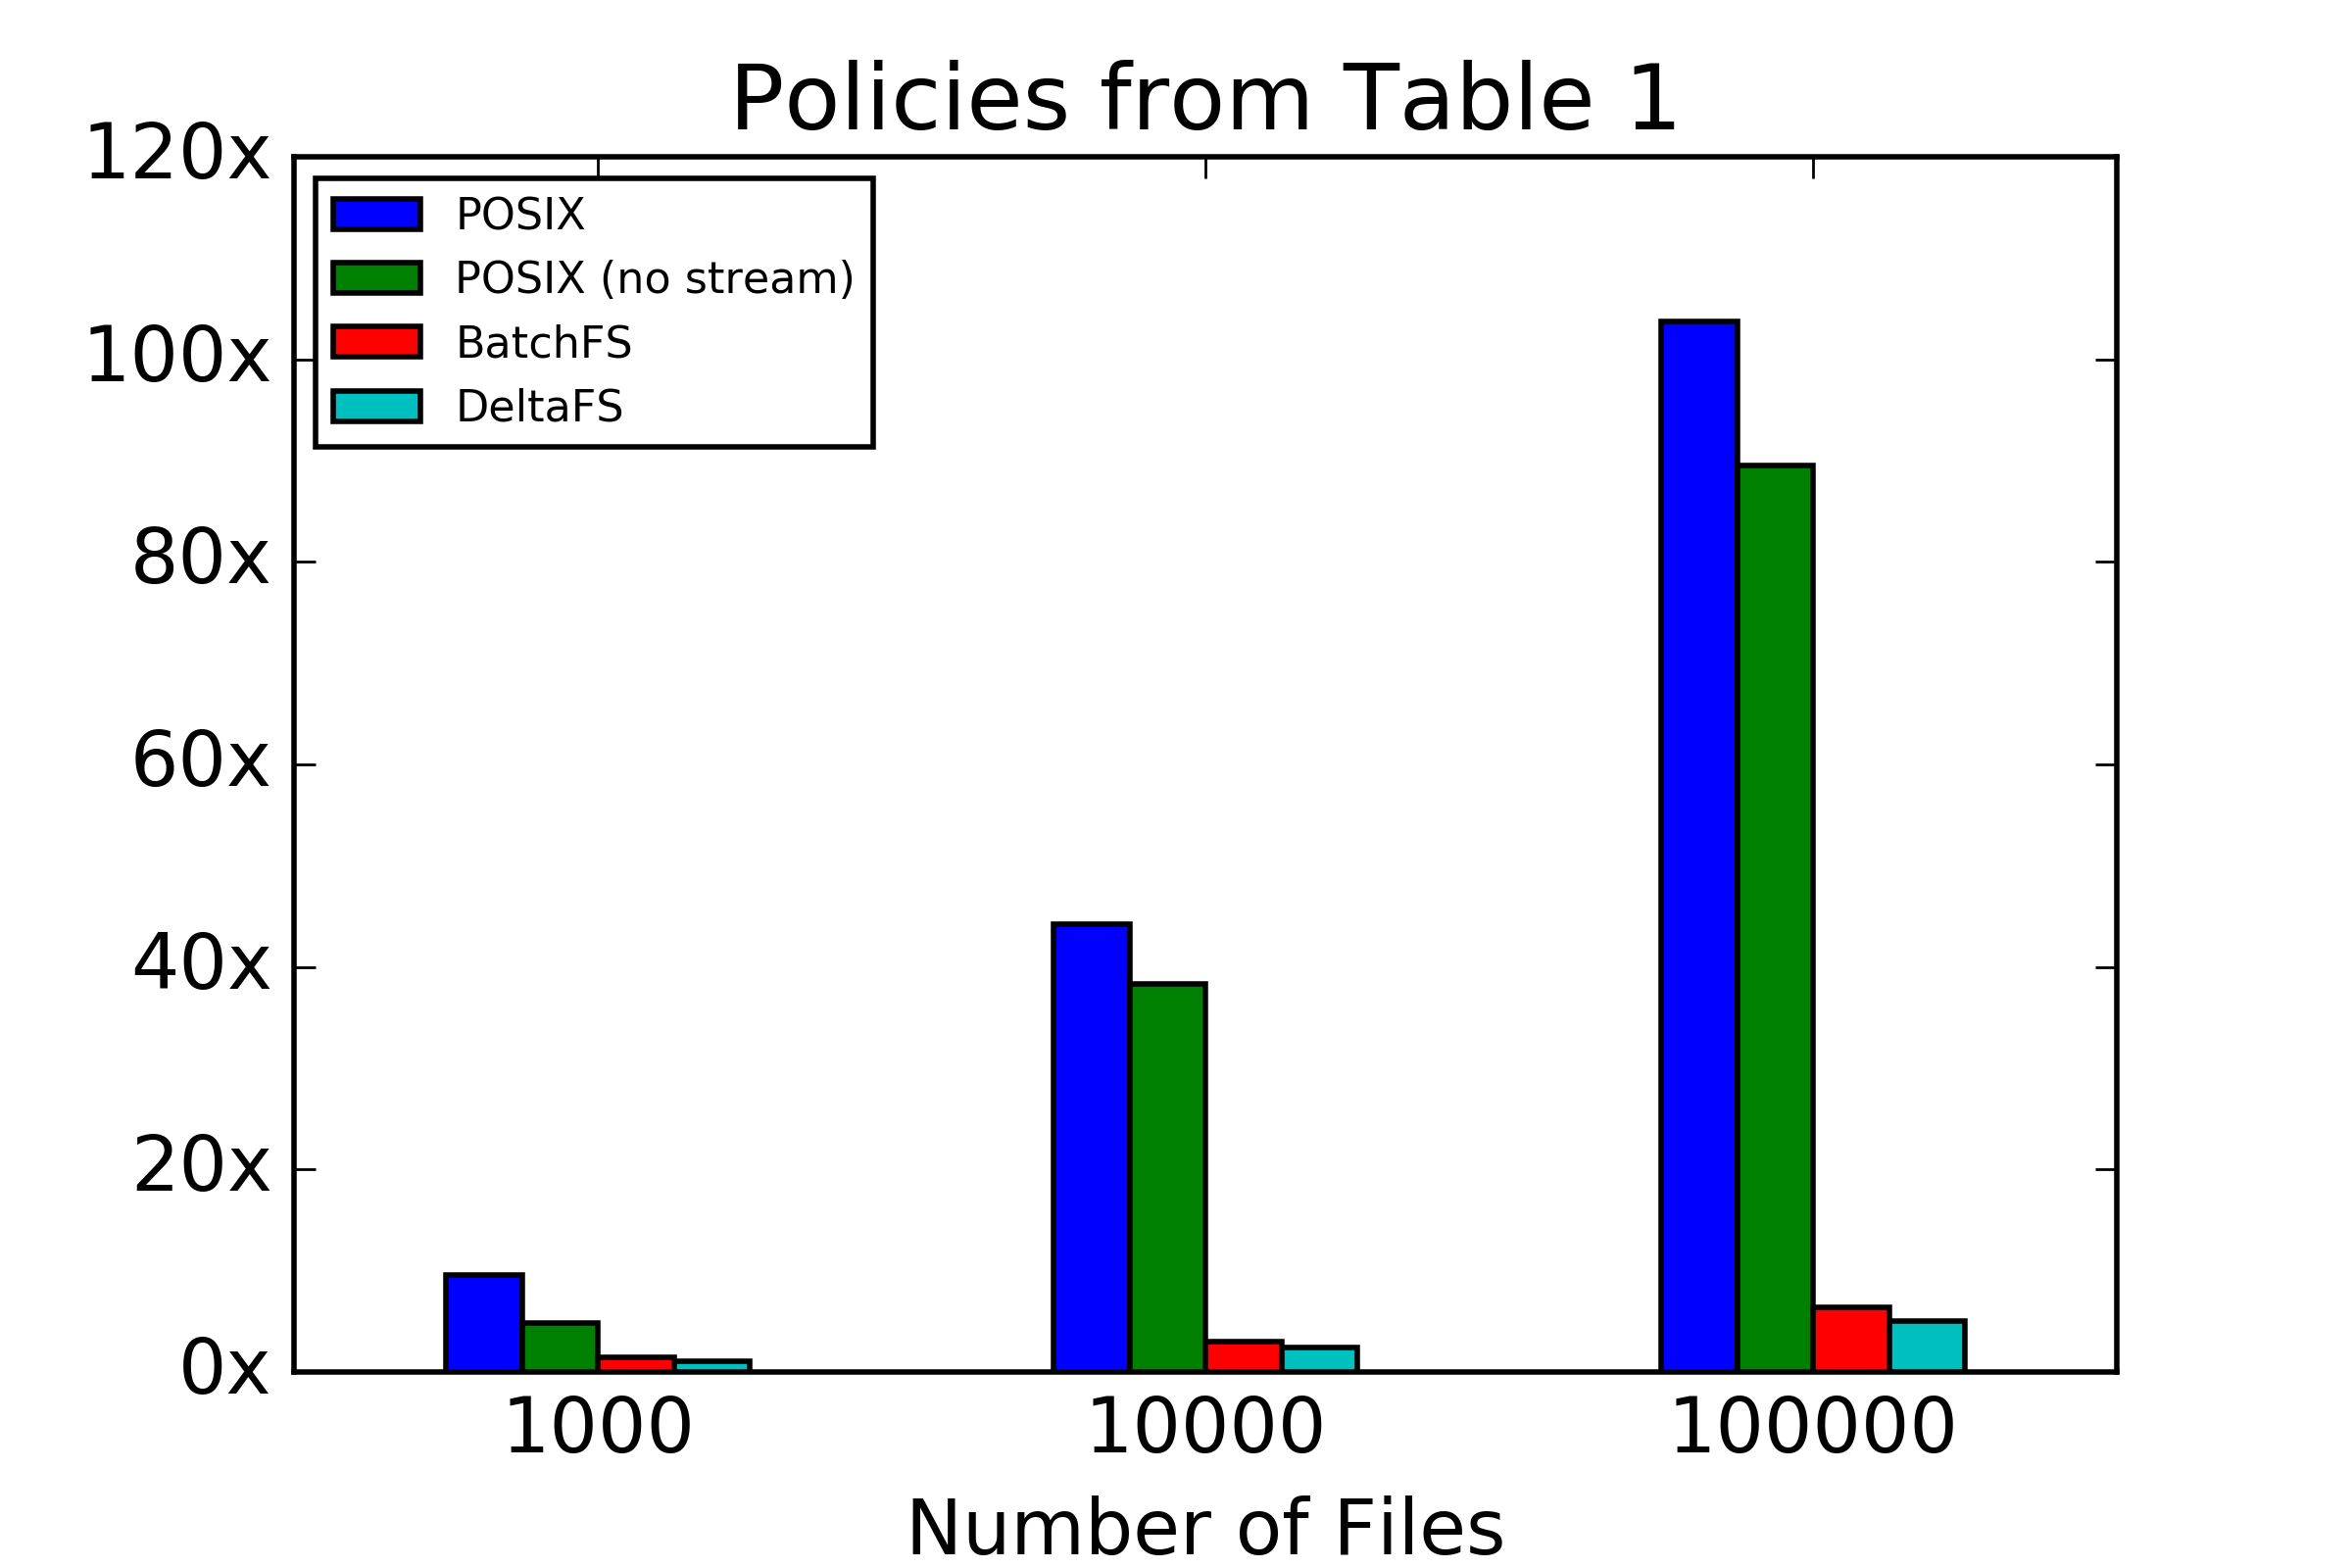 Policies from Table 1
120x
100x
80x
60x
40x
20x
0x
POSIX
POSIX (no stream)
BatchFS
DeltaFS
1000 10000 100000
Number of Files